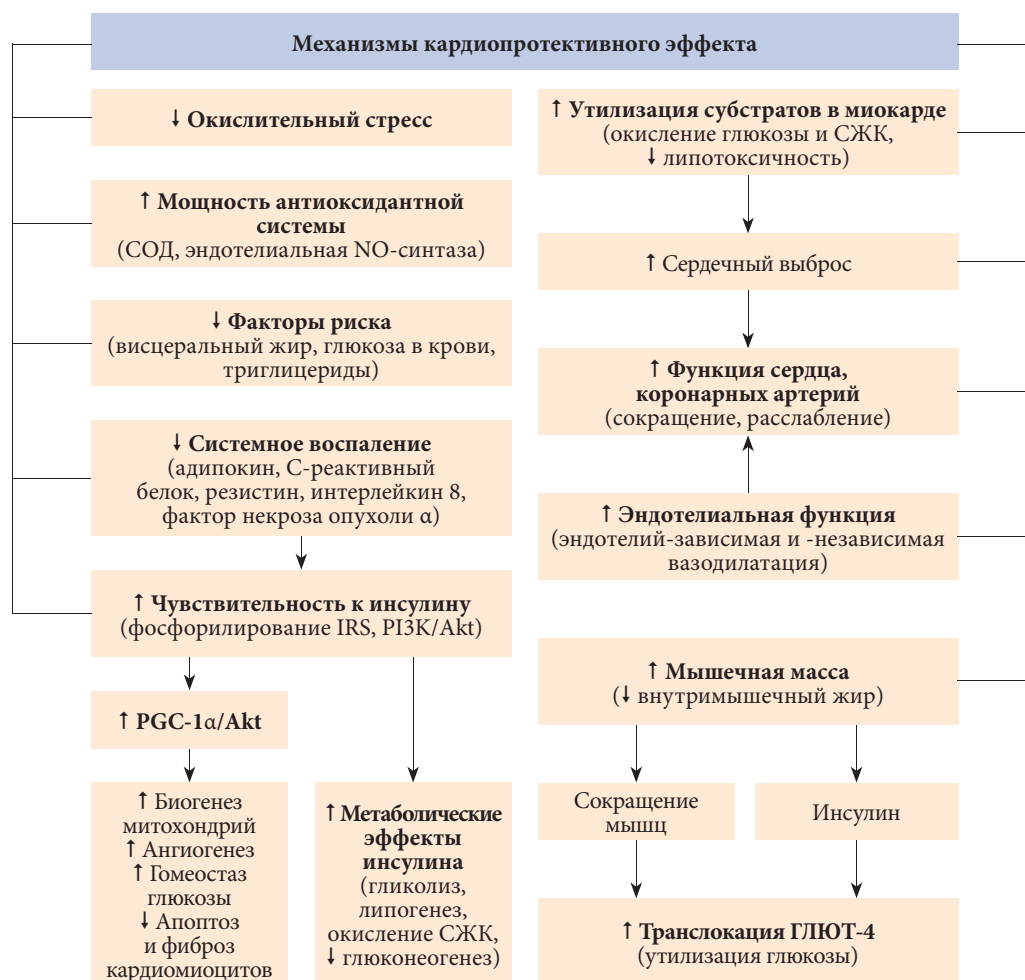 Механизмы кардиопротективного эффекта
↓ Окислительный стресс
↑ Мощность антиоксидантной
системы
(СОД, эндотелиальная NO-синтаза)
↓ Факторы риска
(висцеральный жир, глюкоза в крови,
триглицериды)
↓ Системное воспаление
(адипокин, С-реактивный
белок, резистин, интерлейкин 8,
фактор некроза опухоли α)
↑ Чувствительность к инсулину
(фосфорилирование IRS, PI3K/Akt)
↑ PGC-1α/Akt
↑ Биогенез
митохондрий
↑ Ангиогенез
↑ Гомеостаз
глюкозы
↓ Апоптоз
и фиброз
кардиомиоцитов
↑ Метаболические
эффекты
инсулина
(гликолиз,
липогенез,
окисление СЖК,
↓ глюконеогенез)
↑ Утилизация субстратов в миокарде
(окисление глюкозы и СЖК,
↓ липотоксичность)
↑ Сердечный выброс
↑ Функция сердца,
коронарных артерий
(сокращение, расслабление)
↑ Эндотелиальная функция
(эндотелий-зависимая и -независимая
вазодилатация)
↑ Мышечная масса
(↓ внутримышечный жир)
Сокращение
мышц
Инсулин
↑ Транслокация ГЛЮТ-4
(утилизация глюкозы)